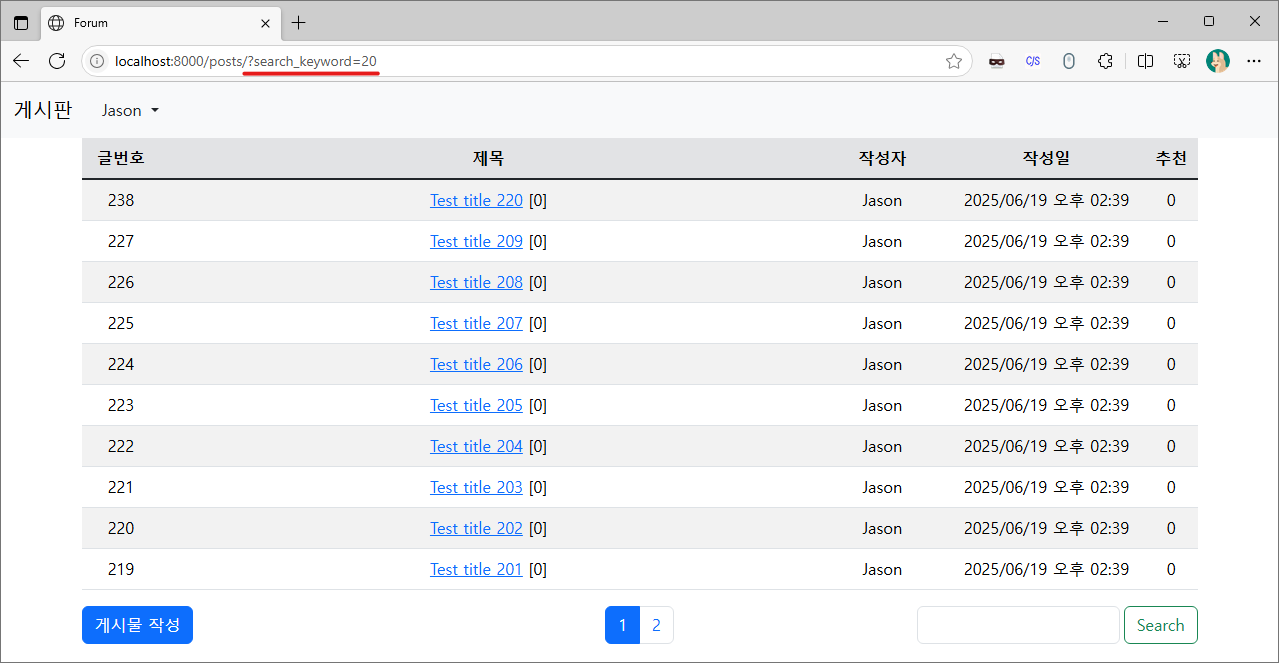 Forum
localhost:8000/posts/?search_keyword=20
C/S
게시판 Jason
글번호 제목 작성자 작성일 추천
238 Test title 220 [0] Jason 2025/06/19 오후 02:39 0
227 Test title 209 [0] Jason 2025/06/19 오후 02:39 0
226 Test title 208 [0] Jason 2025/06/19 오후 02:39 0
225 Test title 207 [0] Jason 2025/06/19 오후 02:39 0
224 Test title 206 [0] Jason 2025/06/19 오후 02:39 0
223 Test title 205 [0] Jason 2025/06/19 오후 02:39 0
222 Test title 204 [0] Jason 2025/06/19 오후 02:39 0
221 Test title 203 [0] Jason 2025/06/19 오후 02:39 0
220 Test title 202 [0] Jason 2025/06/19 오후 02:39 0
219 Test title 201 [0] Jason 2025/06/19 오후 02:39 0
게시물 작성 1 2 Search